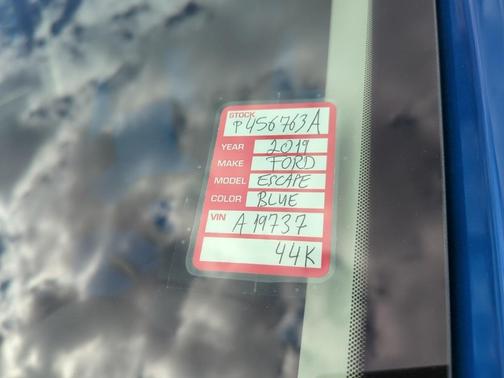 STOCK P456763A
YEAR 2019
MAKE FORD
MODEL ESCAPE
COLOR BLUE
VIN A19737
44K